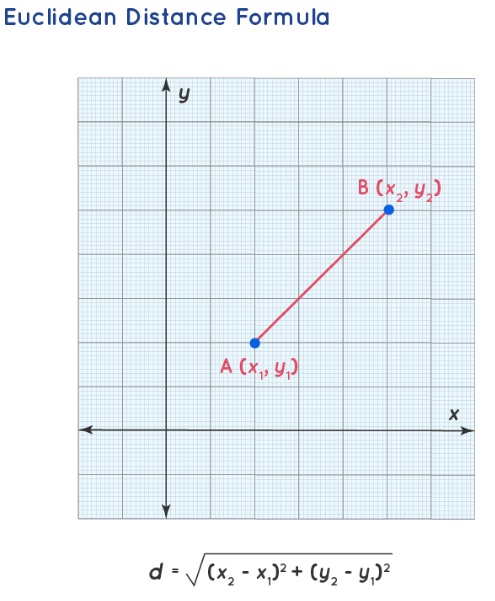 Euclidean Distance Formula
y
B (x₂, y₂)
A (x₁, y₁)
x
d = √(x₂ - x₁)² + (y₂ - y₁)²